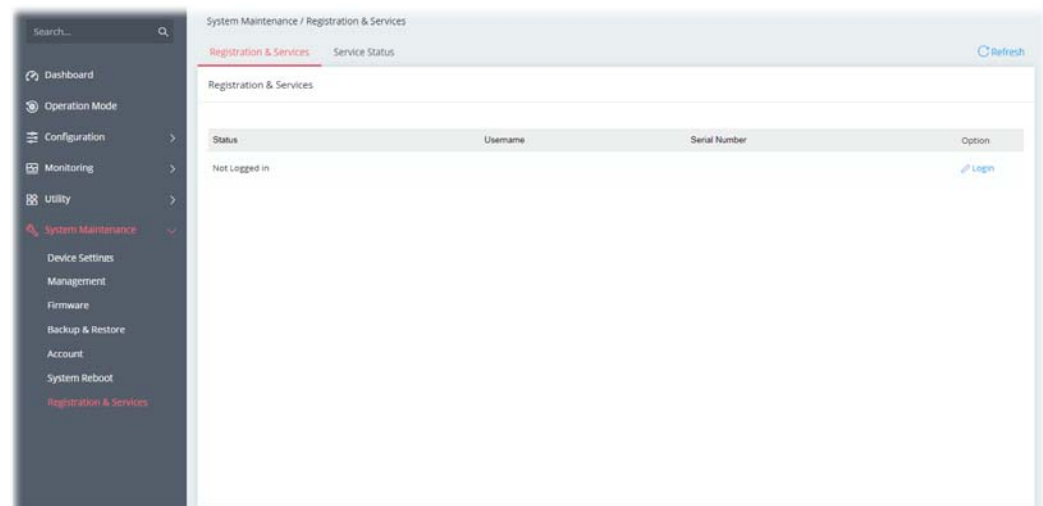 Search...
System Maintenance / Registration & Services
Registration & Services
Service Status
Refresh
Dashboard
Operation Mode
Configuration
Monitoring
Utility
System Maintenance
Device Settings
Management
Firmware
Backup & Restore
Account
System Reboot
Registration & Services
Registration & Services
Status Username Serial Number Option
Not Logged in Login